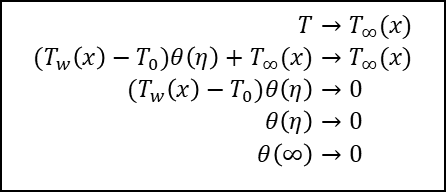 T → T∞(x)
(Tw(x) − T0)θ(η) + T∞(x) → T∞(x)
(Tw(x) − T0)θ(η) → 0
θ(η) → 0
θ(∞) → 0